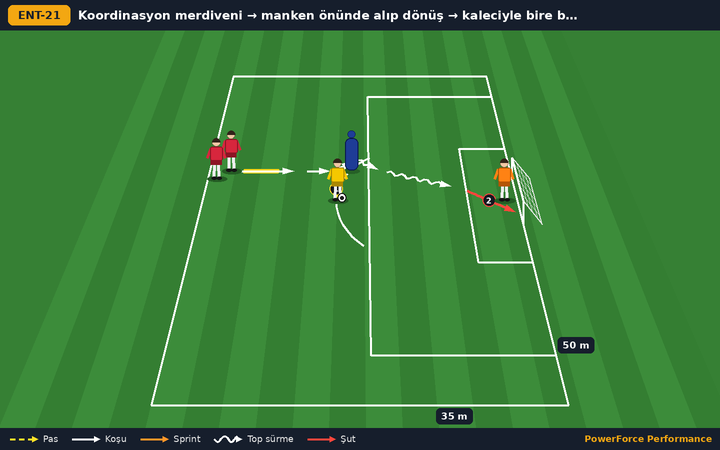 ENT-21 Koordinasyon merdiveni → manken önünde alıp dönüş → kaleciyle bire b...
2
50 m
35 m
Pas Koşu Sprint Top sürme Şut PowerForce Performance